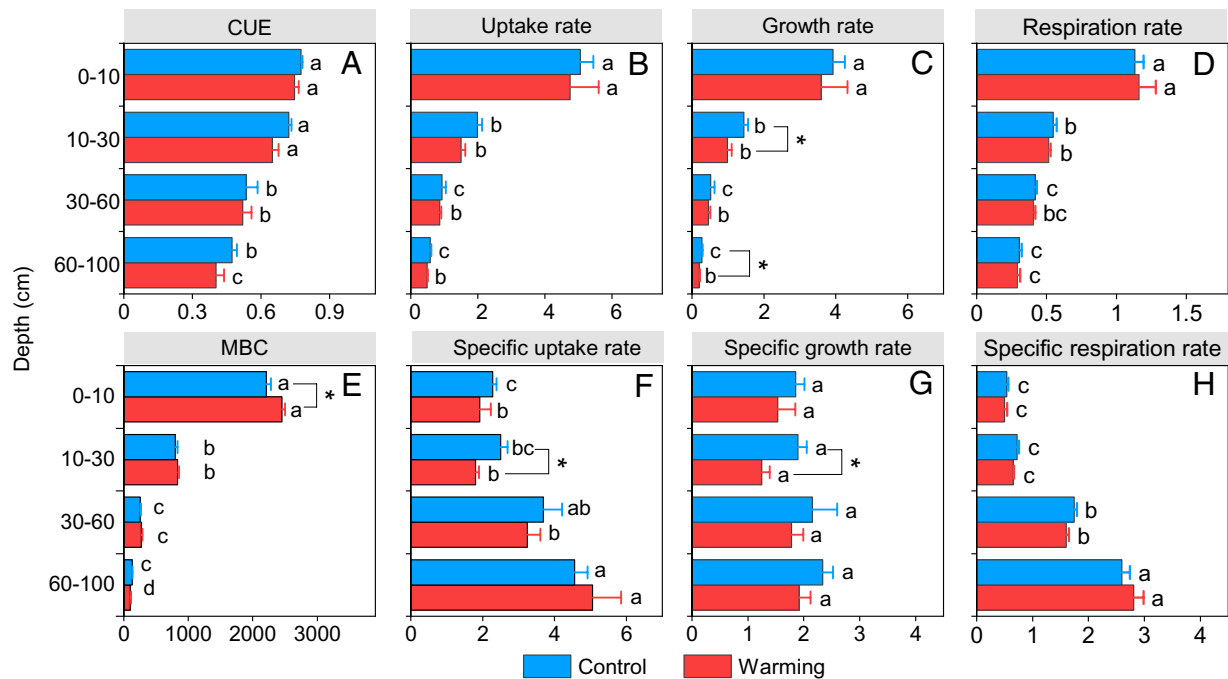 CUE
Uptake rate
Growth rate
Respiration rate
A
B
C
D
0-10
10-30
30-60
60-100
a
a
a
a
b
b
b
c
a
a
b
b
c
b
c
b
a
a
b
b
*
c
b
c
b
*
a
a
b
b
c
bc
c
c
0
0.3
0.6
0.9
0
2
4
6
0
2
4
6
0
0.5
1
1.5
Depth (cm)
MBC
Specific uptake rate
Specific growth rate
Specific respiration rate
E
F
G
H
0-10
10-30
30-60
60-100
a
a
*
b
b
c
c
c
d
c
b
bc
b
*
ab
b
a
a
a
a
a
a
*
a
a
a
a
c
c
c
c
b
b
a
a
0
1000
2000
3000
0
2
4
6
0
1
2
3
4
0
1
2
3
4
Control
Warming